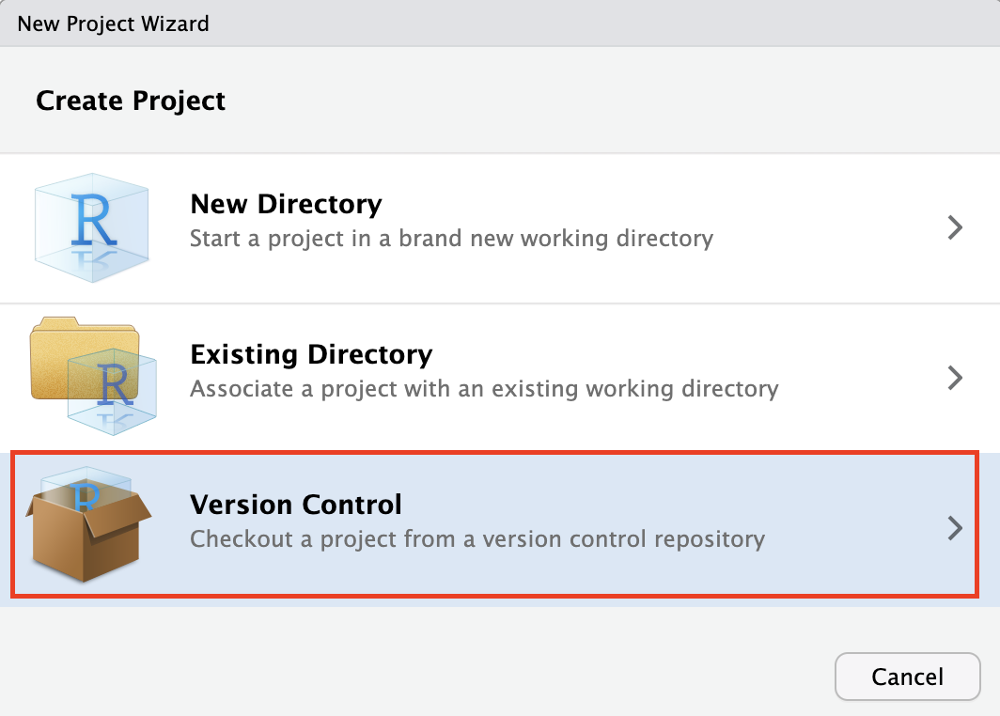 New Project Wizard
Create Project
R
New Directory
Start a project in a brand new working directory
R
Existing Directory
Associate a project with an existing working directory
R
Version Control
Checkout a project from a version control repository
Cancel